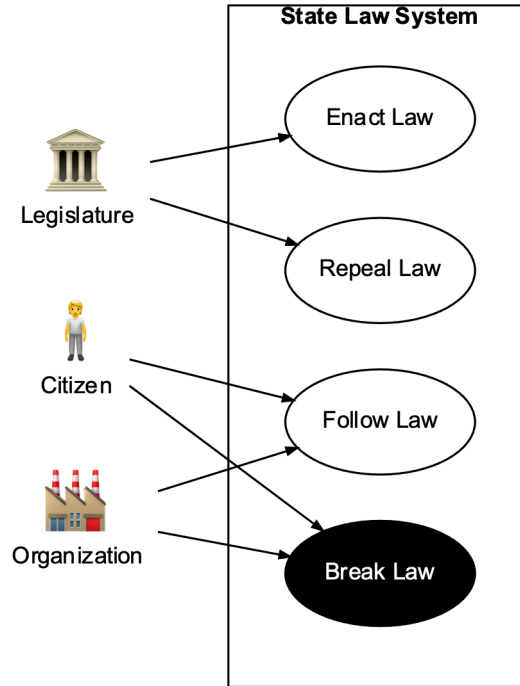 State Law System
Enact Law
Legislature
Repeal Law
Citizen
Follow Law
Organization
Break Law